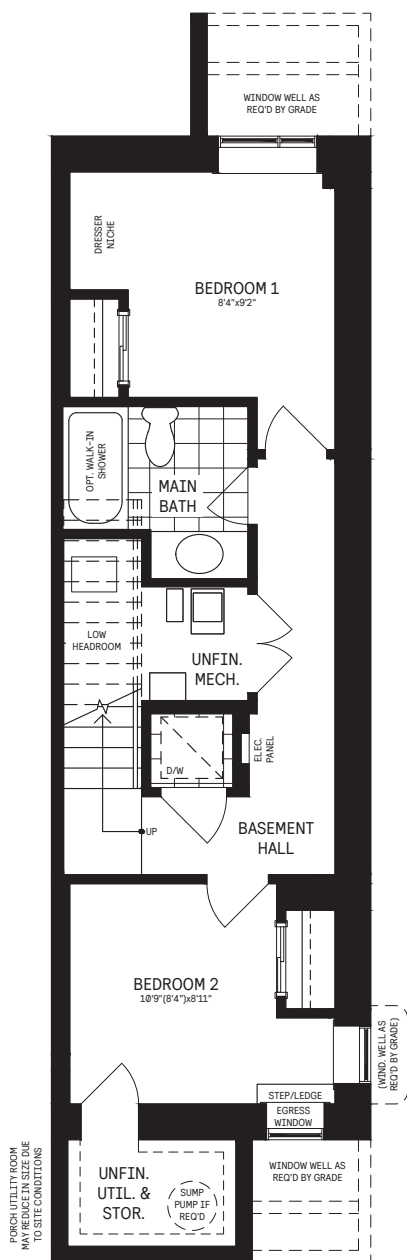 WINDOW WELL AS
REQ'D BY GRADE
DRESSER
NICHE
BEDROOM 1
8'4"x9'2"
OPT. WALK-IN
SHOWER
MAIN
BATH
LOW
HEADROOM
UNFIN.
MECH.
ELEC.
PANEL
D/W
UP
BASEMENT
HALL
BEDROOM 2
10'9"(8'4")x8'11"
(WIND. WELL AS
REQ'D BY GRADE)
STEP/LEDGE
EGRESS
WINDOW
PORCH UTILITY ROOM
MAY REDUCE IN SIZE DUE
TO SITE CONDITIONS
UNFIN.
UTIL. &
STOR.
SUMP
PUMP IF
REQ'D
WINDOW WELL AS
REQ'D BY GRADE